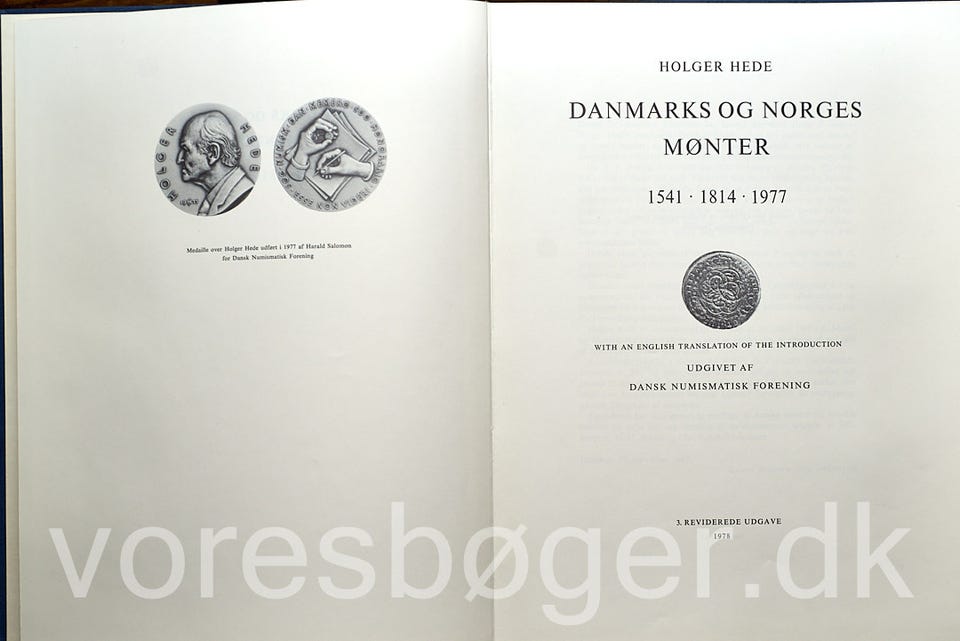 HOLGER HEDE
Medaille over Holger Hede udført i 1977 af Harald Salomon
for Dansk Numismatisk Forening
HOLGER HEDE
DANMARKS OG NORGES
MØNTER
1541 · 1814 · 1977
WITH AN ENGLISH TRANSLATION OF THE INTRODUCTION
UDGIVET AF
DANSK NUMISMATISK FORENING
3. REVIDEREDE UDGAVE
1978
voresbøger.dk